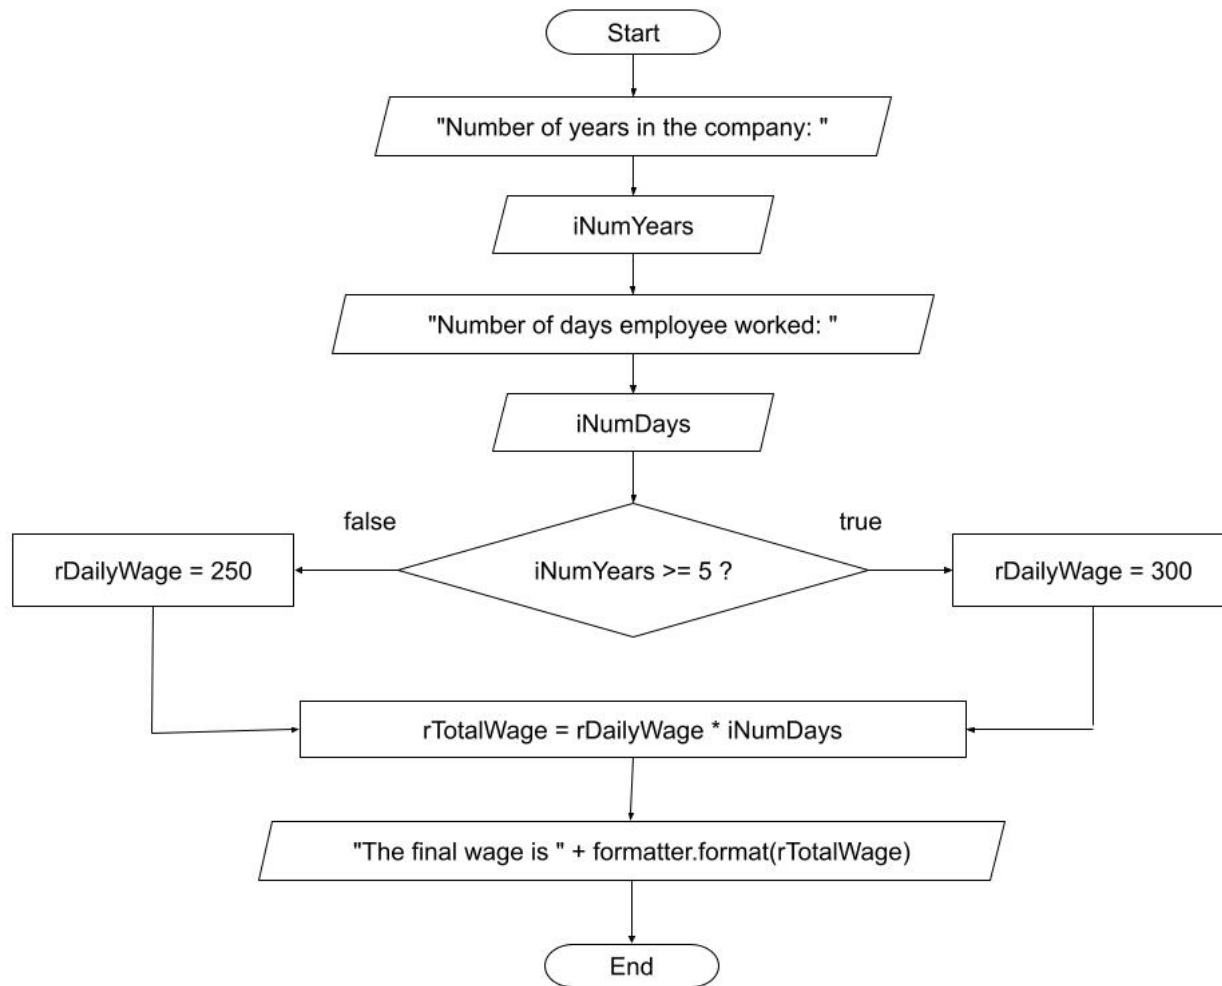 Start
"Number of years in the company: "
iNumYears
"Number of days employee worked: "
iNumDays
false
true
rDailyWage = 250
iNumYears >= 5 ?
rDailyWage = 300
rTotalWage = rDailyWage * iNumDays
"The final wage is " + formatter.format(rTotalWage)
End